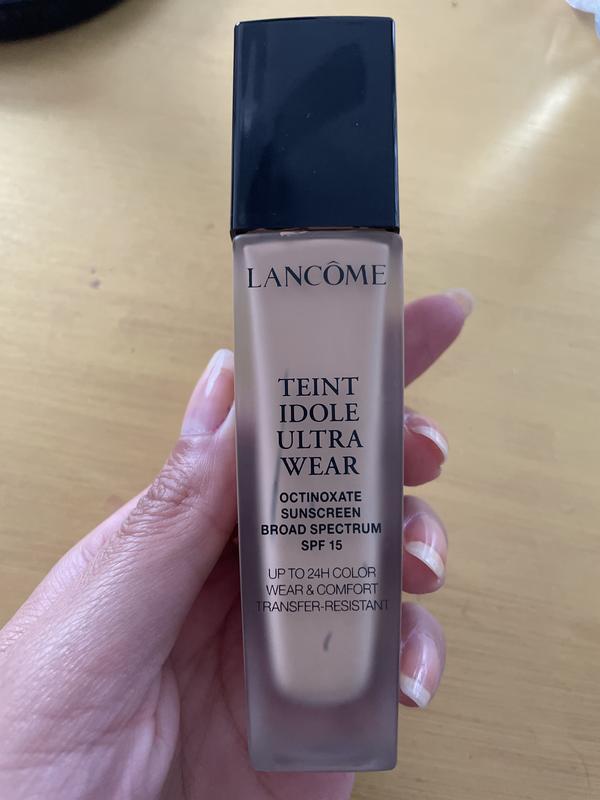 LANCÔME
TEINT
IDOLE
ULTRA
WEAR
OCTINOXATE
SUNSCREEN
BROAD SPECTRUM
SPF 15
UP TO 24H COLOR
WEAR & COMFORT
TRANSFER-RESISTANT